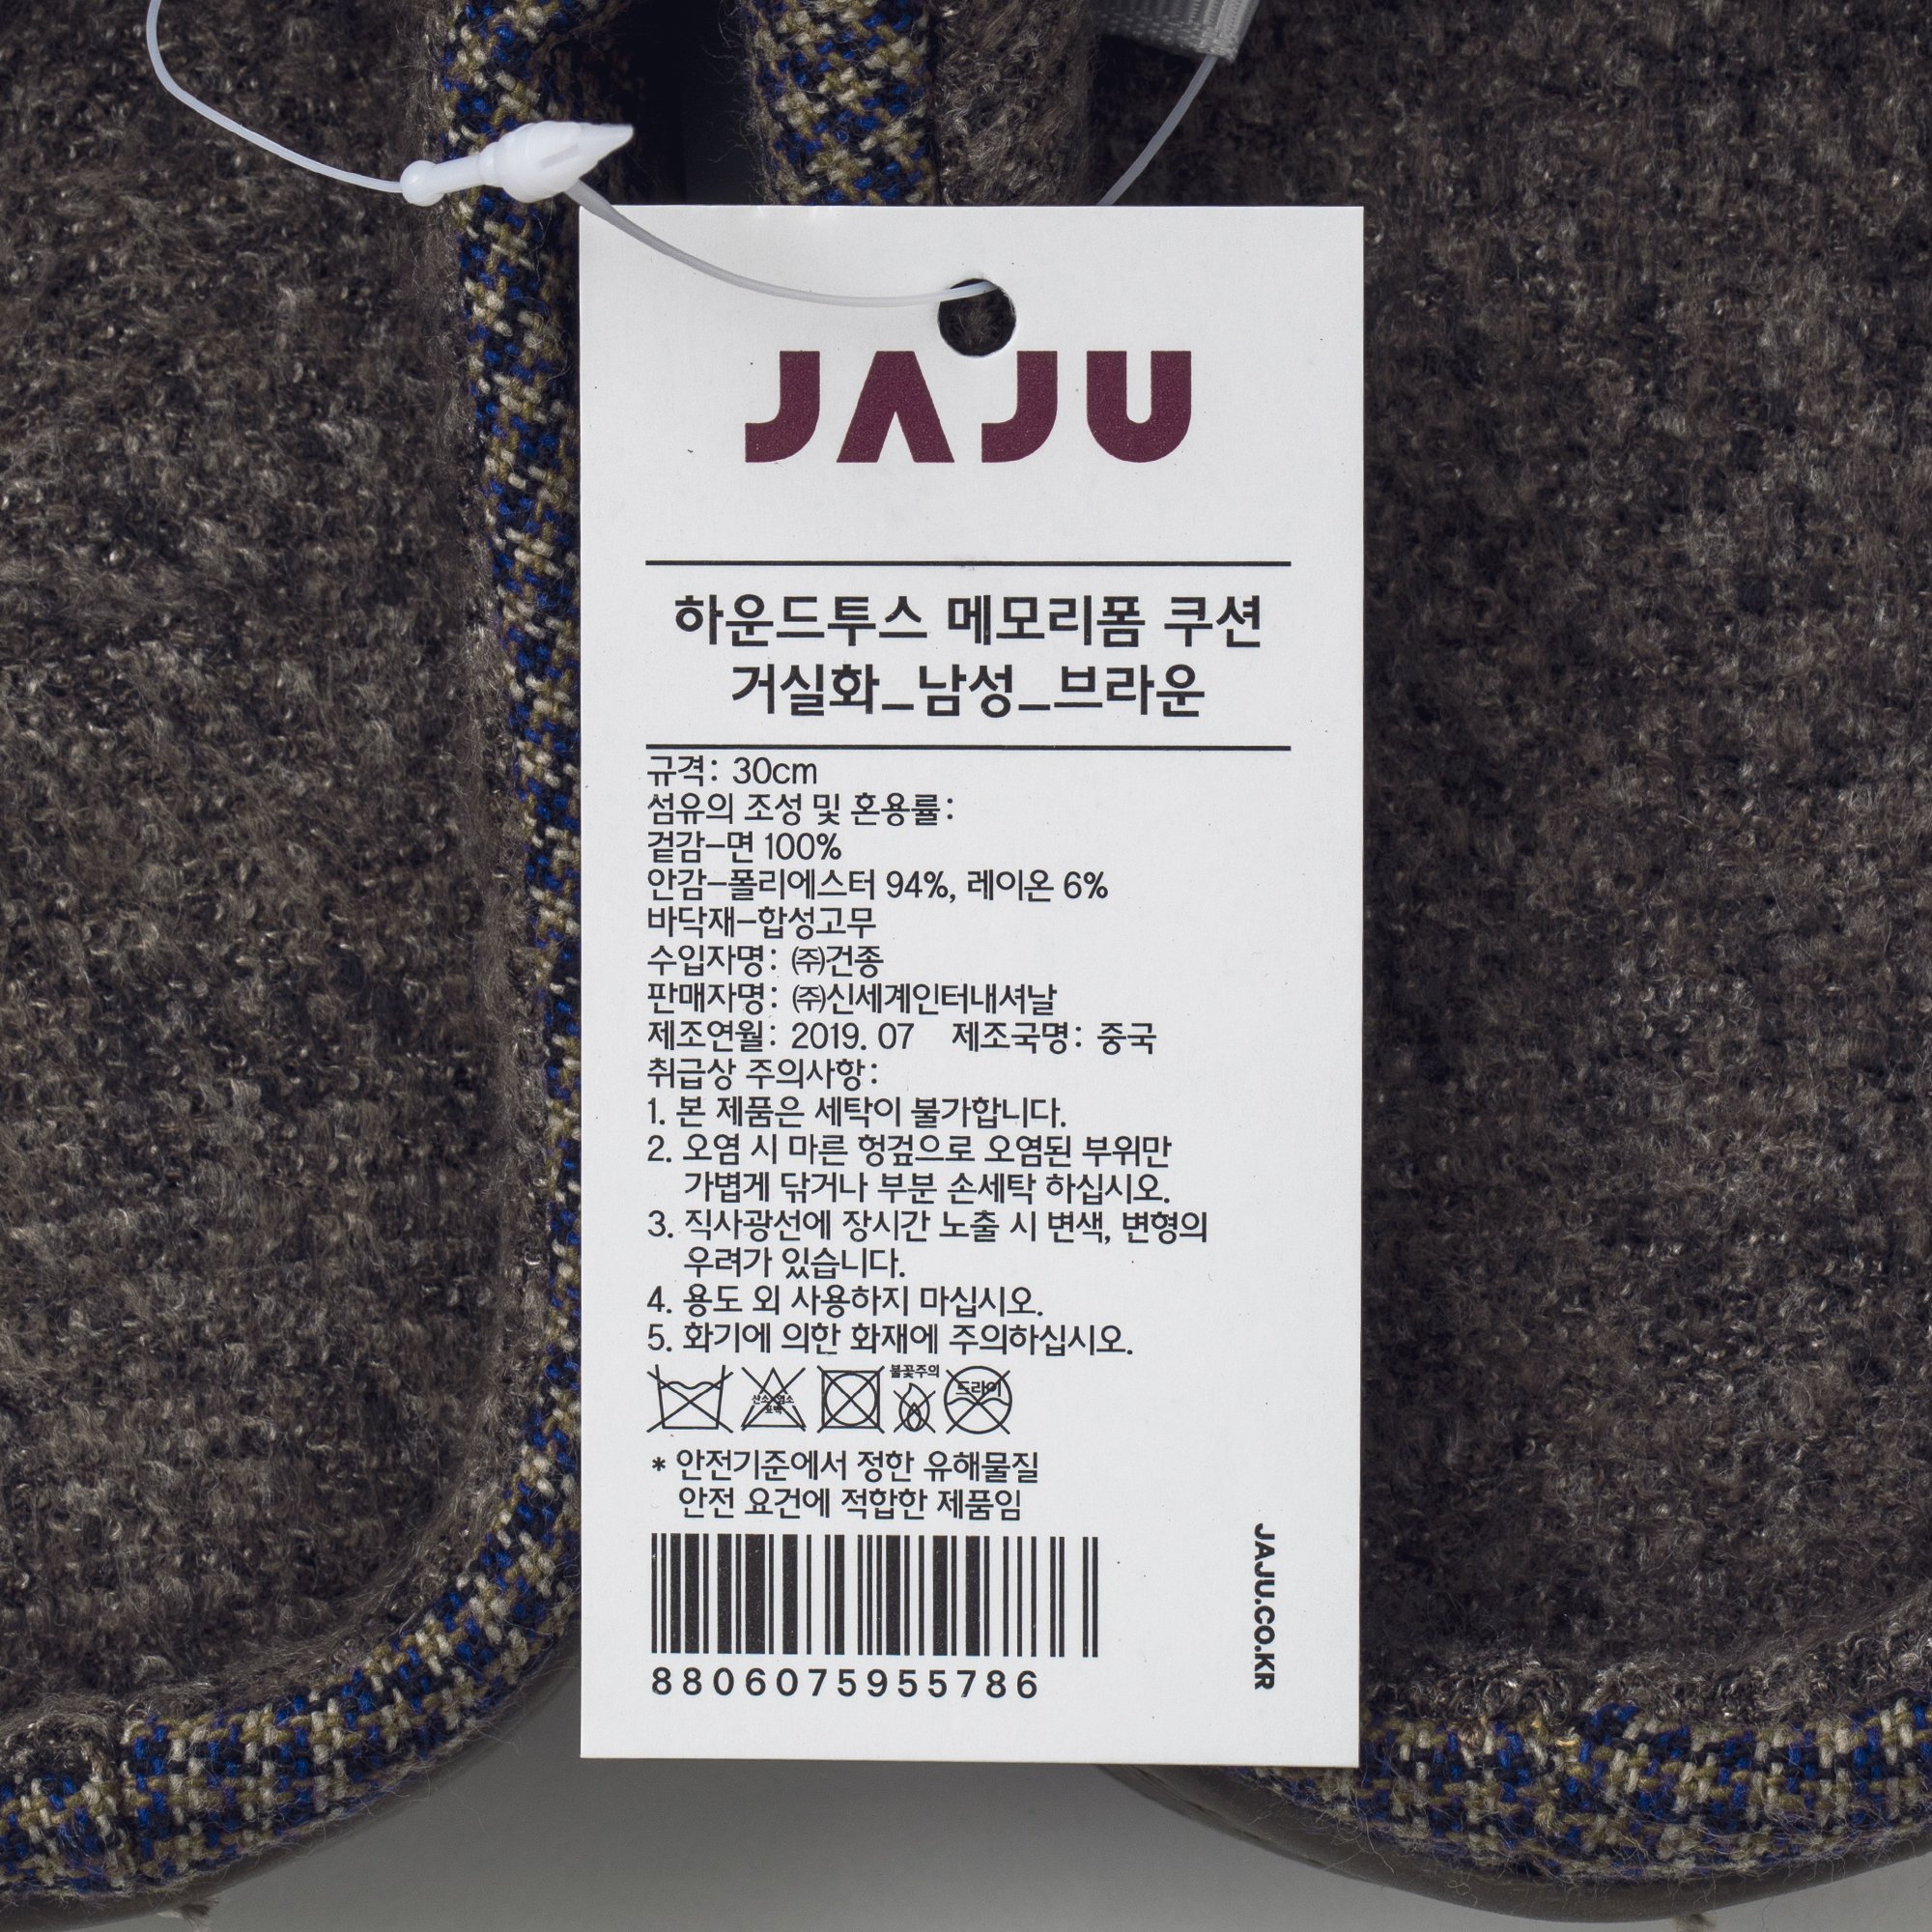 JAJU
하운드투스 메모리폼 쿠션
거실화_남성_브라운
규격: 30cm
섬유의 조성 및 혼용률:
겉감-면 100%
안감-폴리에스터 94%, 레이온 6%
바닥재-합성고무
수입자명: ㈜건종
판매자명: ㈜신세계인터내셔날
제조연월: 2019. 07 제조국명: 중국
취급상 주의사항:
1. 본 제품은 세탁이 불가합니다.
2. 오염 시 마른 헝겊으로 오염된 부위만
가볍게 닦거나 부분 손세탁 하십시오.
3. 직사광선에 장시간 노출 시 변색, 변형의
우려가 있습니다.
4. 용도 외 사용하지 마십시오.
5. 화기에 의한 화재에 주의하십시오.
불꽃주의
산소 염소
표백
드라이
* 안전기준에서 정한 유해물질
안전 요건에 적합한 제품임
8806075955786
JAJU.CO.KR